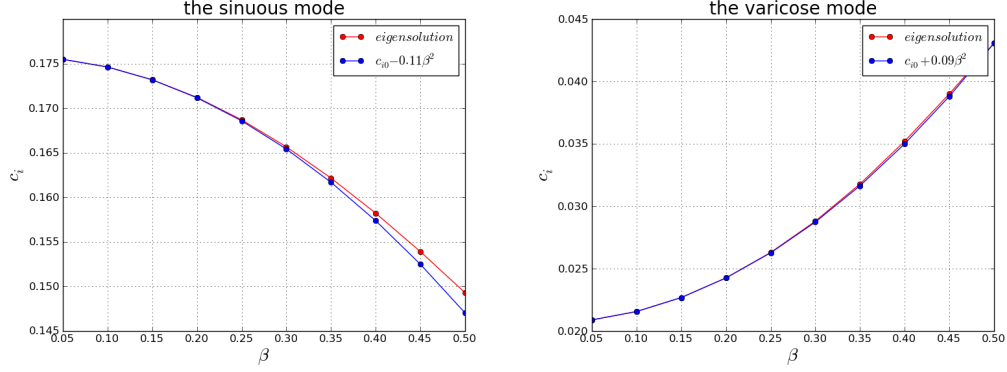 the sinuous mode
eigensolution
c_{i0}−0.11β²
0.175
0.170
0.165
0.160
0.155
0.150
0.145
c_i
0.05 0.10 0.15 0.20 0.25 0.30 0.35 0.40 0.45 0.50
β
the varicose mode
eigensolution
c_{i0}+0.09β²
0.045
0.040
0.035
0.030
0.025
0.020
c_i
0.05 0.10 0.15 0.20 0.25 0.30 0.35 0.40 0.45 0.50
β